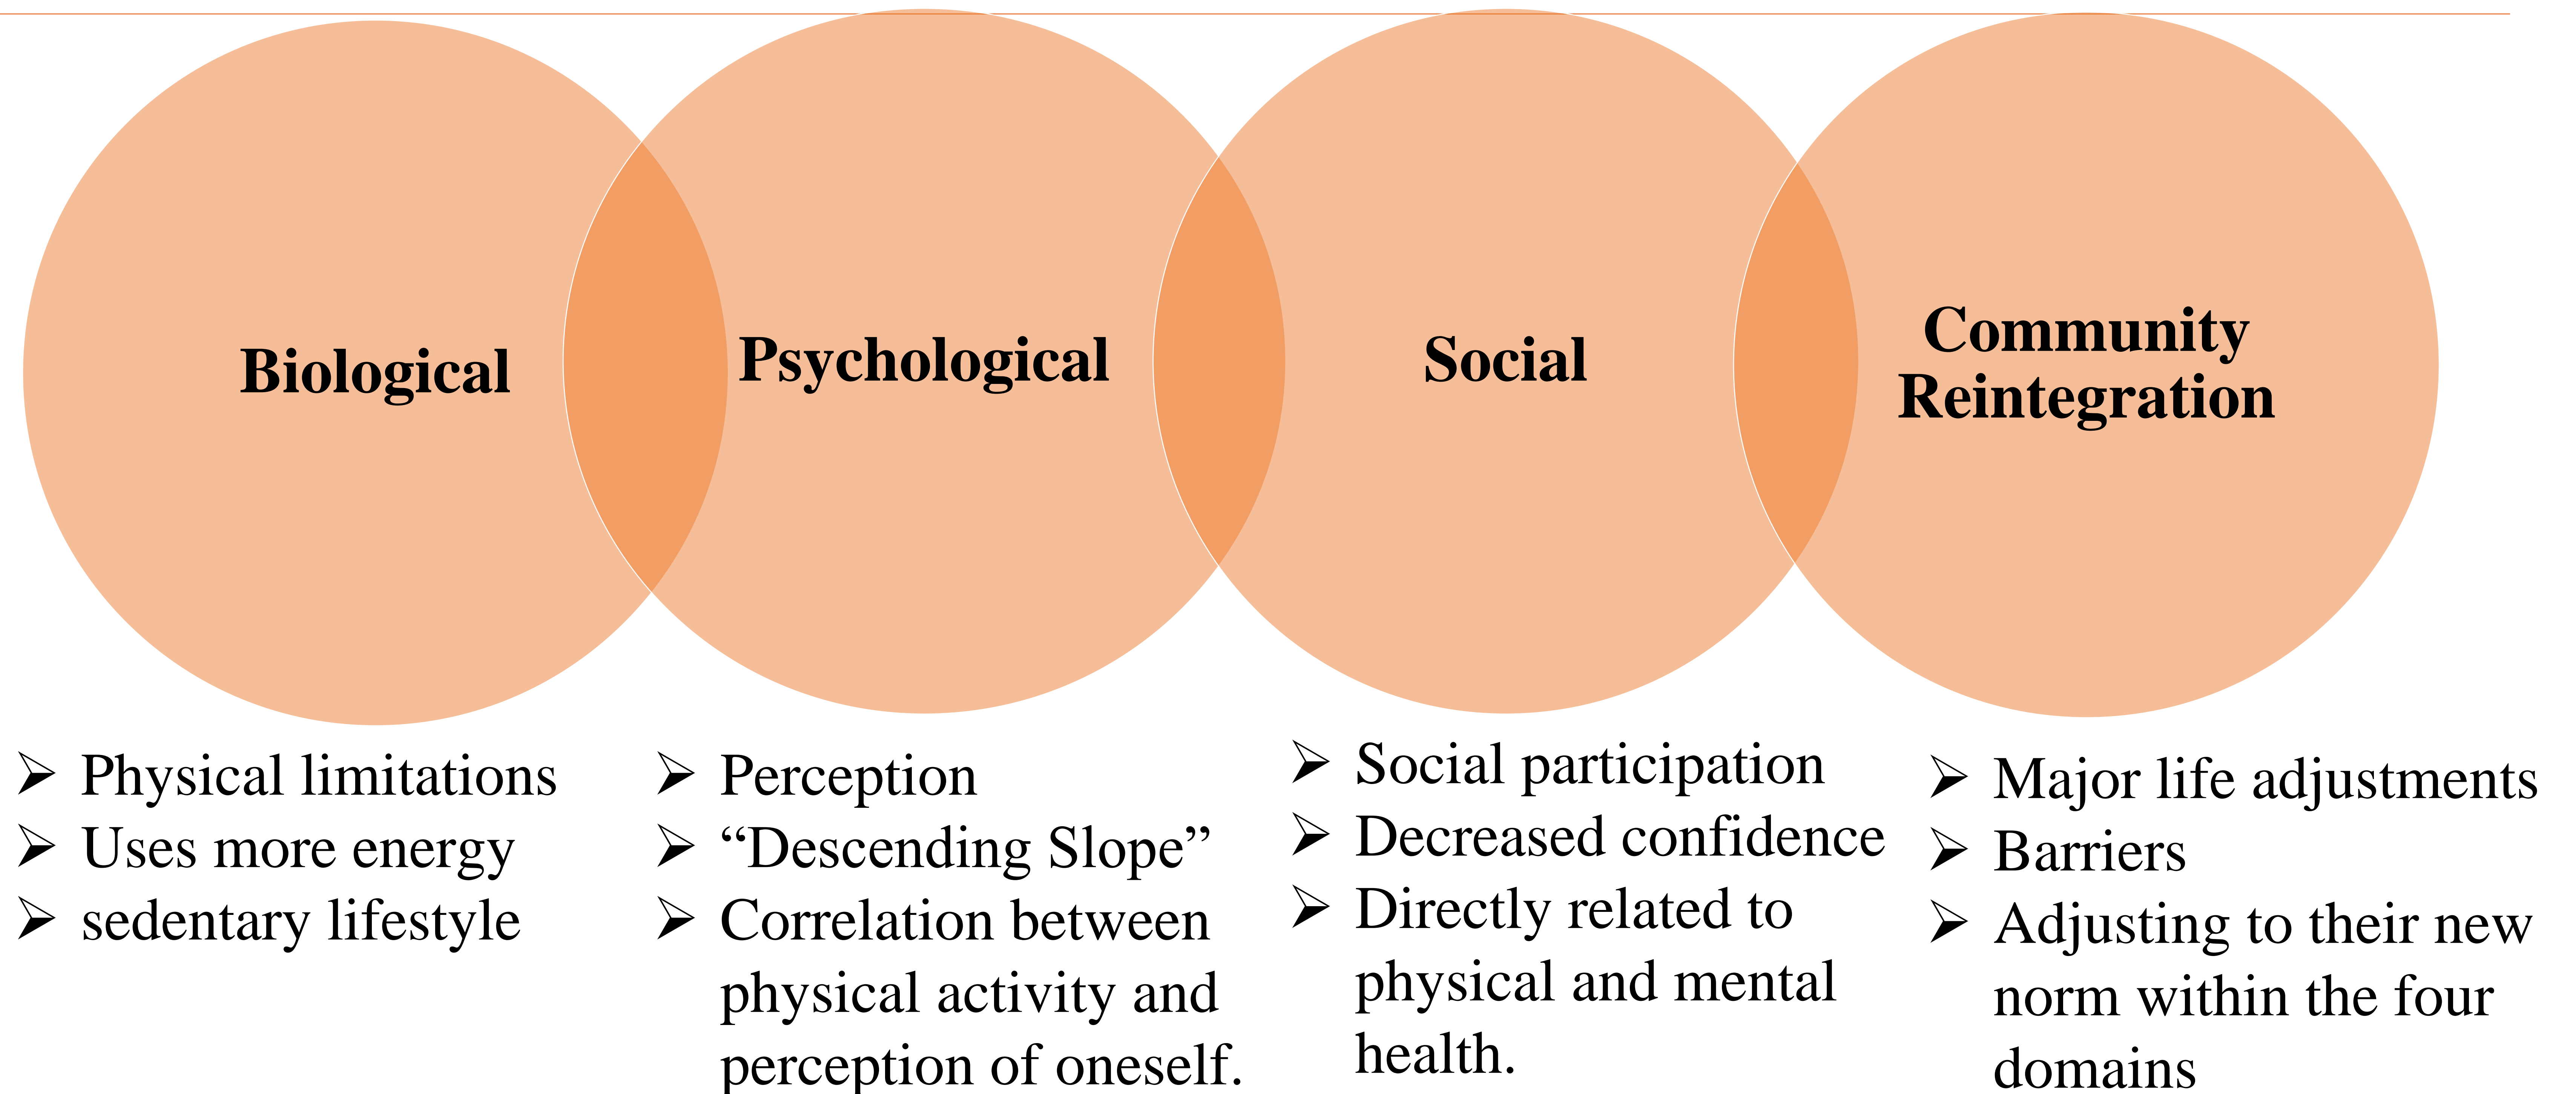 Biological
Psychological
Social
Community
Reintegration
➢ Physical limitations
➢ Uses more energy
➢ sedentary lifestyle
➢ Perception
➢ “Descending Slope”
➢ Correlation between
physical activity and
perception of oneself.
➢ Social participation
➢ Decreased confidence
➢ Directly related to
physical and mental
health.
➢ Major life adjustments
➢ Barriers
➢ Adjusting to their new
norm within the four
domains